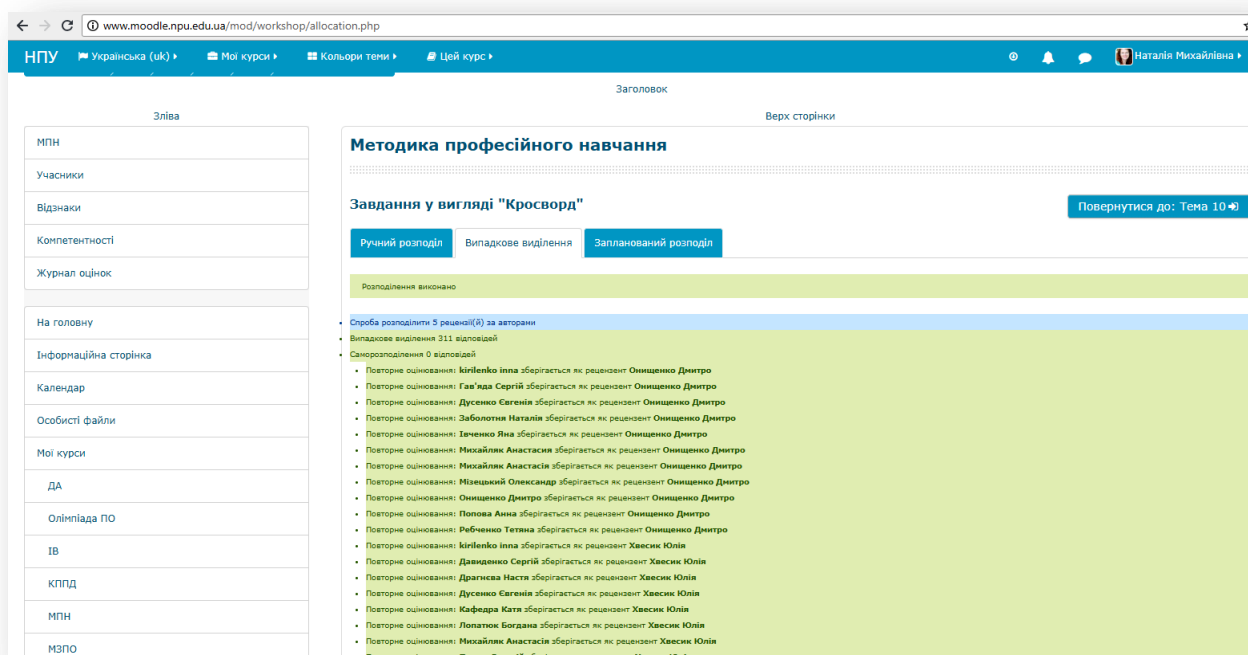 www.moodle.npu.edu.ua/mod/workshop/allocation.php
НПУ Українська (uk) Мої курси Кольори теми Цей курс Наталія Михайлівна
Заголовок
Зліва
Верх сторінки
МПН
Учасники
Відзнаки
Компетентності
Журнал оцінок
На головну
Інформаційна сторінка
Календар
Особисті файли
Мої курси
ДА
Олімпіада ПО
ІВ
КППД
МПН
МЗПО
Методика професійного навчання
Завдання у вигляді "Кросворд"
Повернутися до: Тема 10
Ручний розподіл Випадкове виділення Запланований розподіл
Розподілення виконано
Спроба розподілити 5 рецензії(й) за авторами
Випадкове виділення 311 відповідей
Саморозподілення 0 відповідей
Повторне оцінювання: kirilenko inna зберігається як рецензент Онищенко Дмитро
Повторне оцінювання: Гав'яда Сергій зберігається як рецензент Онищенко Дмитро
Повторне оцінювання: Дусенко Євгенія зберігається як рецензент Онищенко Дмитро
Повторне оцінювання: Заболотня Наталія зберігається як рецензент Онищенко Дмитро
Повторне оцінювання: Івченко Яна зберігається як рецензент Онищенко Дмитро
Повторне оцінювання: Михайляк Анастасия зберігається як рецензент Онищенко Дмитро
Повторне оцінювання: Михайляк Анастасія зберігається як рецензент Онищенко Дмитро
Повторне оцінювання: Мізецький Олександр зберігається як рецензент Онищенко Дмитро
Повторне оцінювання: Онищенко Дмитро зберігається як рецензент Онищенко Дмитро
Повторне оцінювання: Попова Анна зберігається як рецензент Онищенко Дмитро
Повторне оцінювання: Ребченко Тетяна зберігається як рецензент Онищенко Дмитро
Повторне оцінювання: kirilenko inna зберігається як рецензент Хвесик Юлія
Повторне оцінювання: Давиденко Сергій зберігається як рецензент Хвесик Юлія
Повторне оцінювання: Драгнєва Настя зберігається як рецензент Хвесик Юлія
Повторне оцінювання: Дусенко Євгенія зберігається як рецензент Хвесик Юлія
Повторне оцінювання: Кафедра Катя зберігається як рецензент Хвесик Юлія
Повторне оцінювання: Лопатюк Богдана зберігається як рецензент Хвесик Юлія
Повторне оцінювання: Михайляк Анастасія зберігається як рецензент Хвесик Юлія